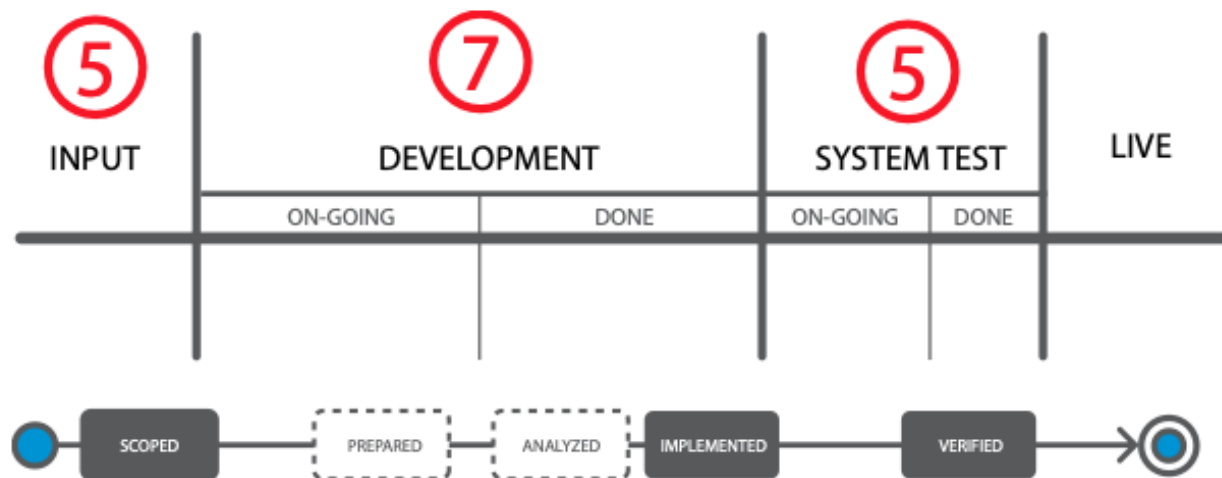 5
7
5
INPUT
DEVELOPMENT
SYSTEM TEST
LIVE
ON-GOING
DONE
ON-GOING
DONE
SCOPED
PREPARED
ANALYZED
IMPLEMENTED
VERIFIED